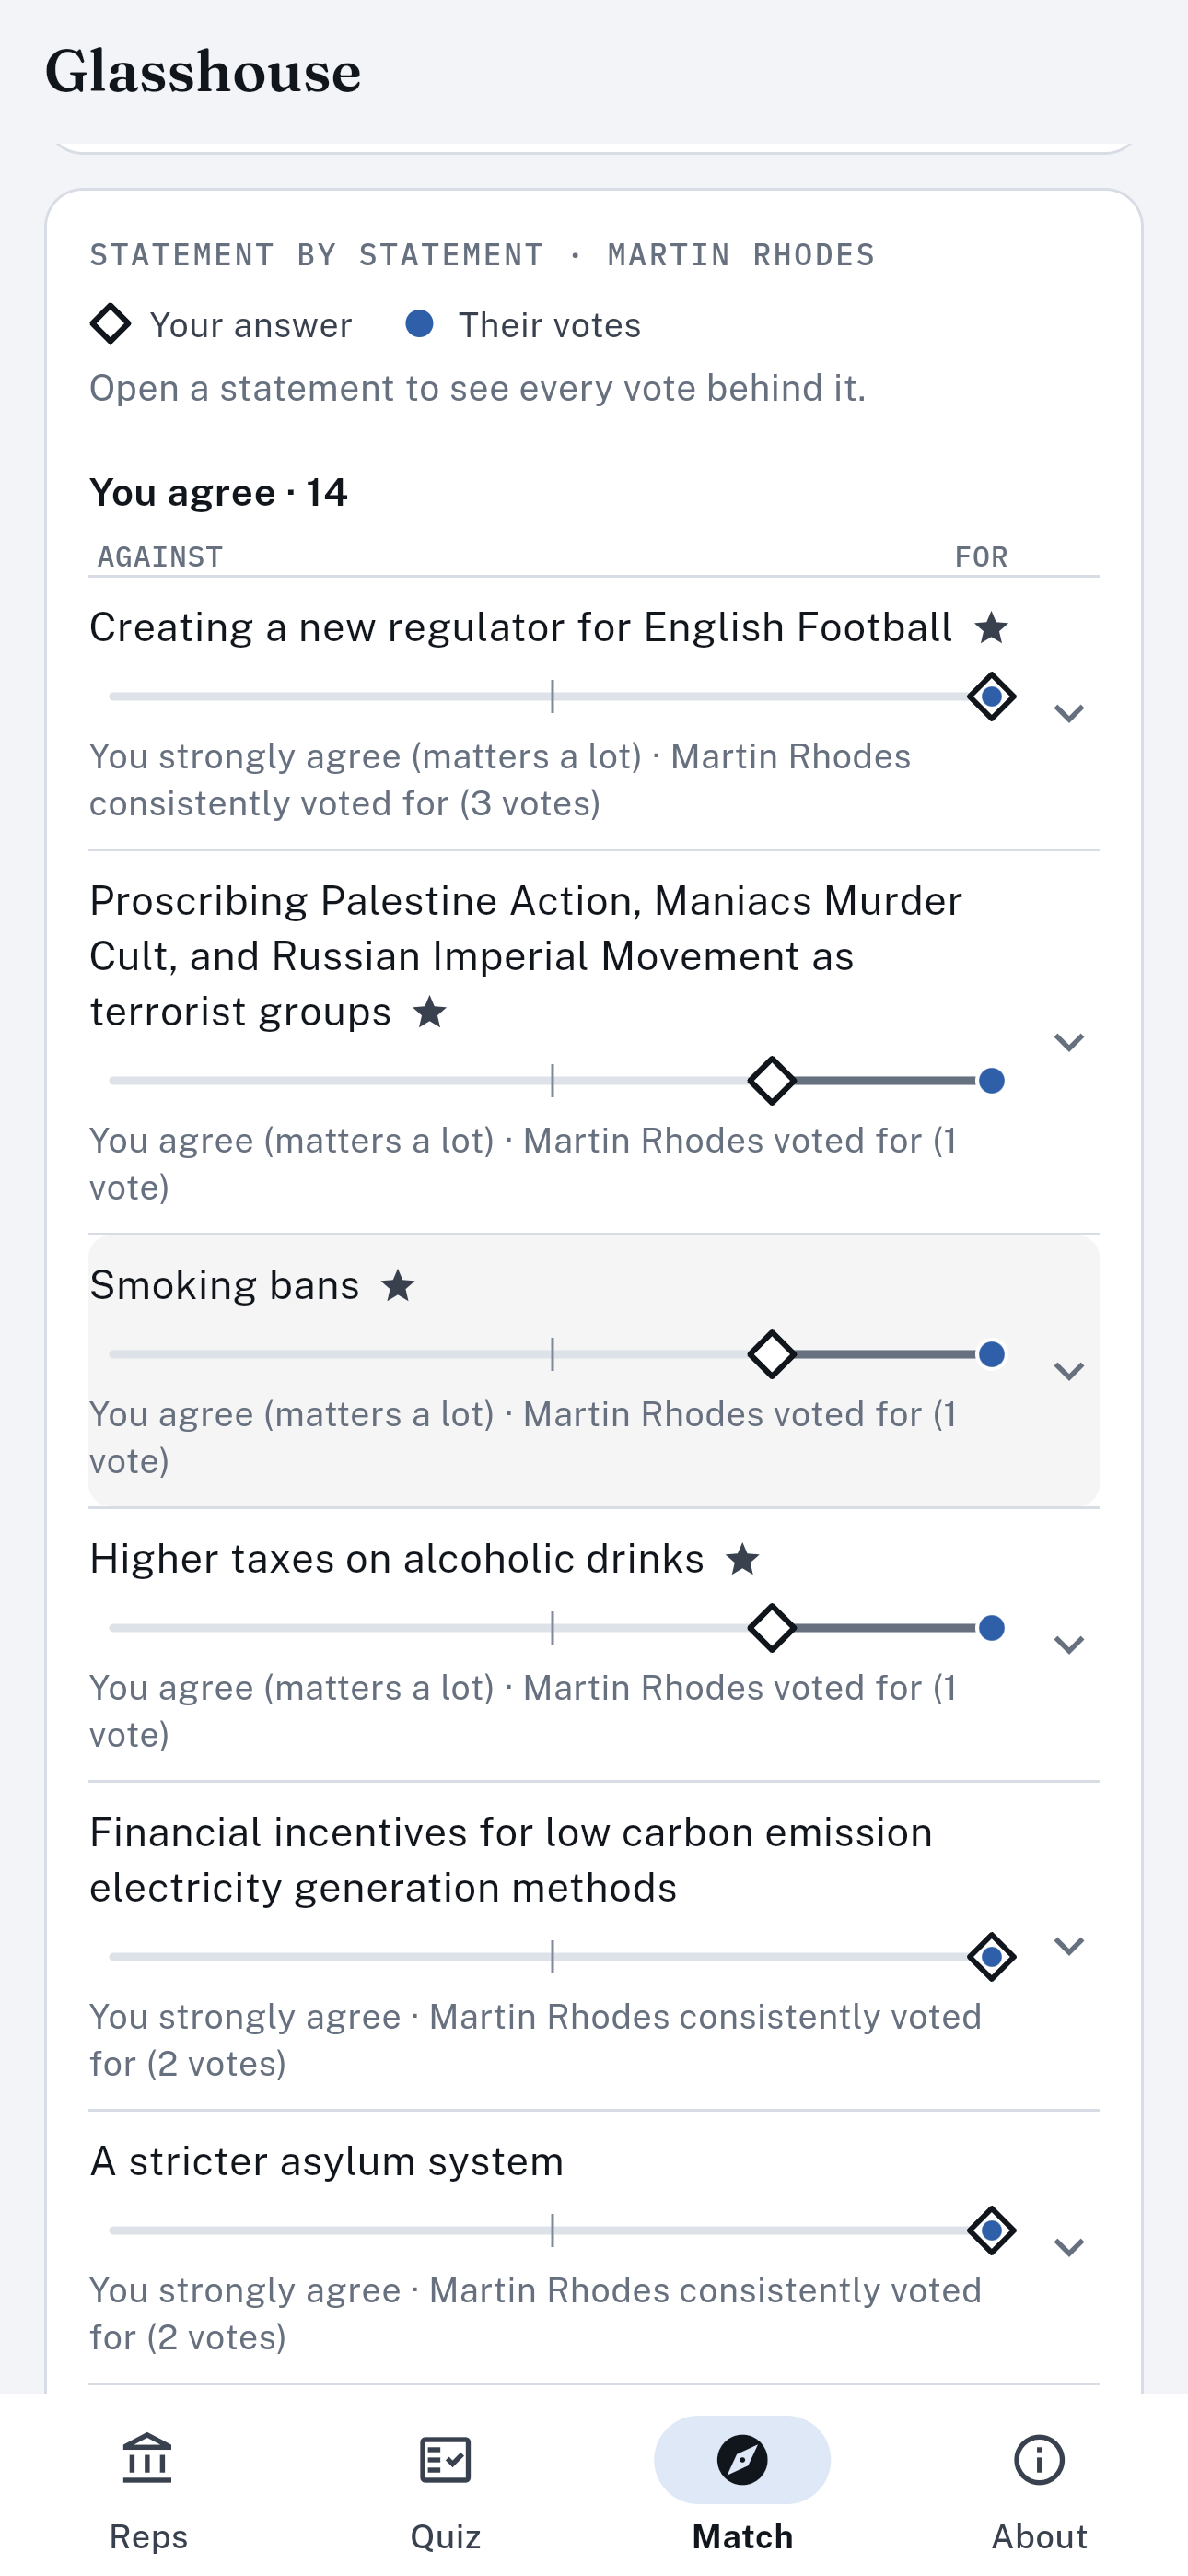 Glasshouse
STATEMENT BY STATEMENT · MARTIN RHODES
Your answer Their votes
Open a statement to see every vote behind it.
You agree · 14
AGAINST FOR
Creating a new regulator for English Football
You strongly agree (matters a lot) · Martin Rhodes
consistently voted for (3 votes)
Proscribing Palestine Action, Maniacs Murder
Cult, and Russian Imperial Movement as
terrorist groups
You agree (matters a lot) · Martin Rhodes voted for (1
vote)
Smoking bans
You agree (matters a lot) · Martin Rhodes voted for (1
vote)
Higher taxes on alcoholic drinks
You agree (matters a lot) · Martin Rhodes voted for (1
vote)
Financial incentives for low carbon emission
electricity generation methods
You strongly agree · Martin Rhodes consistently voted
for (2 votes)
A stricter asylum system
You strongly agree · Martin Rhodes consistently voted
for (2 votes)
Reps Quiz Match About